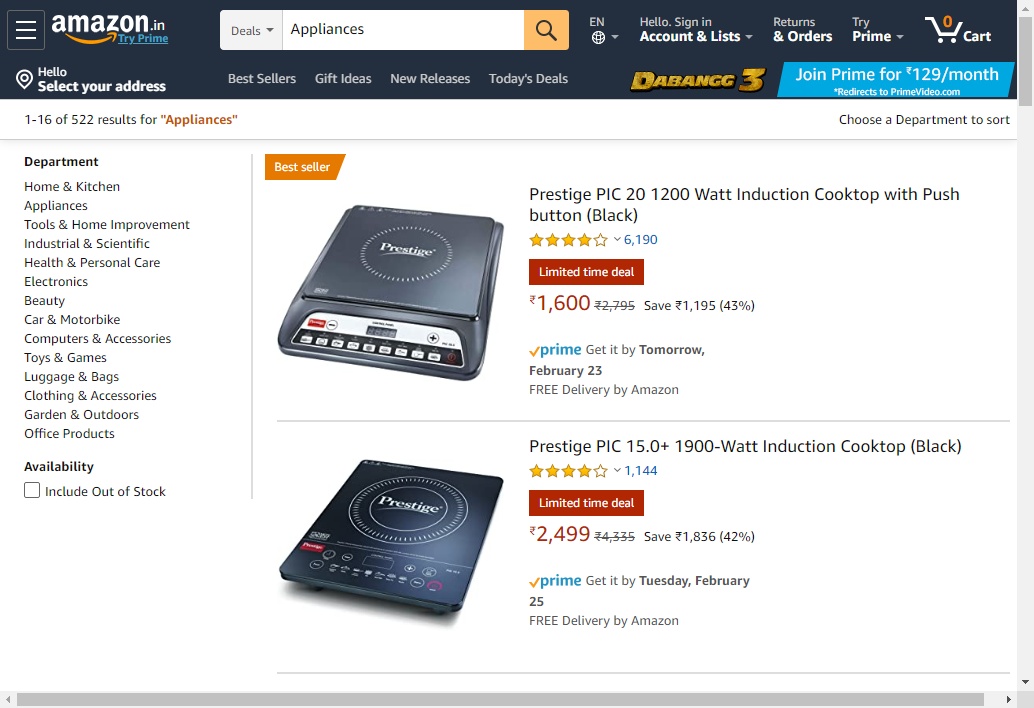 amazon.in
Try Prime
Deals
Appliances
EN
Hello. Sign in
Account & Lists
Returns
& Orders
Try
Prime
0
Cart
Hello
Select your address
Best Sellers
Gift Ideas
New Releases
Today's Deals
DABANGG 3
Join Prime for ₹129/month
*Redirects to PrimeVideo.com
1-16 of 522 results for "Appliances"
Choose a Department to sort
Department
Home & Kitchen
Appliances
Tools & Home Improvement
Industrial & Scientific
Health & Personal Care
Electronics
Beauty
Car & Motorbike
Computers & Accessories
Toys & Games
Luggage & Bags
Clothing & Accessories
Garden & Outdoors
Office Products
Availability
Include Out of Stock
Best seller
Prestige
Prestige PIC 20 1200 Watt Induction Cooktop with Push
button (Black)
6,190
Limited time deal
₹1,600 ₹2,795 Save ₹1,195 (43%)
prime Get it by Tomorrow,
February 23
FREE Delivery by Amazon
Prestige
Prestige PIC 15.0+ 1900-Watt Induction Cooktop (Black)
1,144
Limited time deal
₹2,499 ₹4,335 Save ₹1,836 (42%)
prime Get it by Tuesday, February
25
FREE Delivery by Amazon